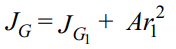 J_G = J_{G_1} + Ar_1^2